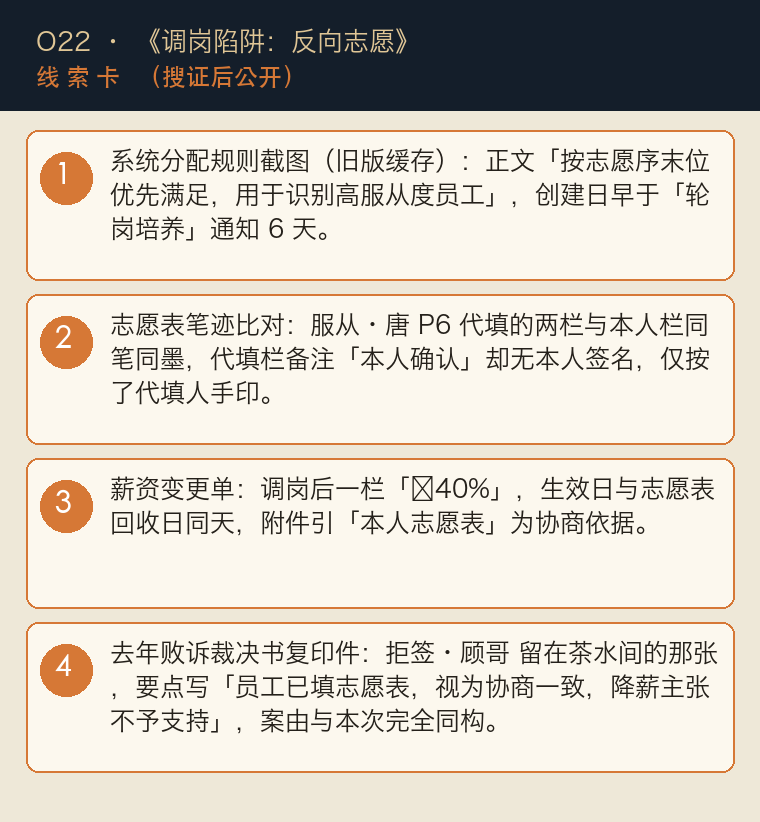 O22 · 《调岗陷阱：反向志愿》
线索卡 （搜证后公开）
1
系统分配规则截图（旧版缓存）：正文「按志愿序末位
优先满足，用于识别高服从度员工」，创建日早于「轮
岗培养」通知 6 天。
2
志愿表笔迹比对：服从·唐 P6 代填的两栏与本人栏同
笔同墨，代填栏备注「本人确认」却无本人签名，仅按
了代填人手印。
3
薪资变更单：调岗后一栏「40%」，生效日与志愿表
回收日同天，附件引「本人志愿表」为协商依据。
4
去年败诉裁决书复印件：拒签·顾哥 留在茶水间的那张
，要点写「员工已填志愿表，视为协商一致，降薪主张
不予支持」，案由与本次完全同构。